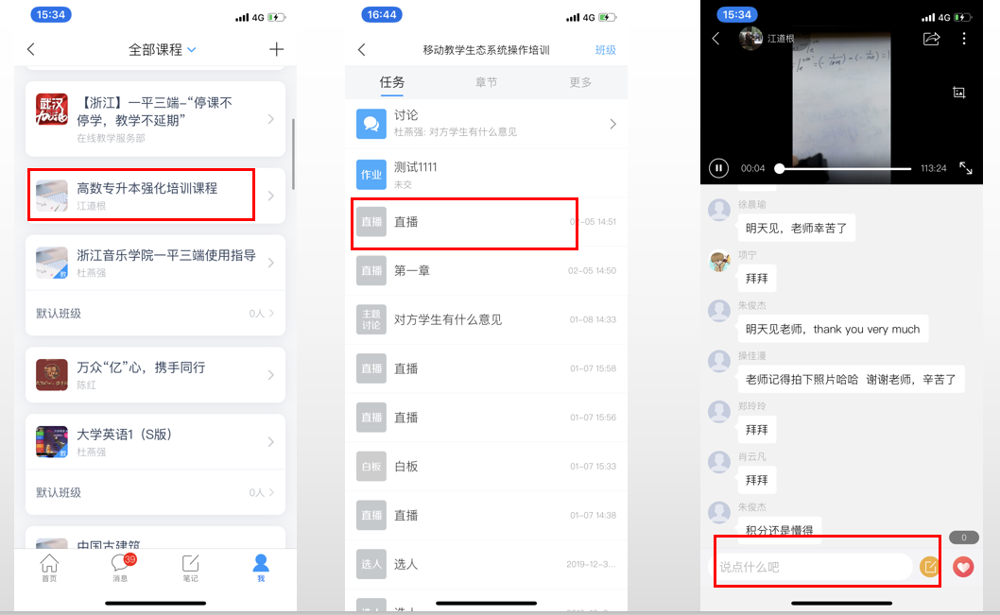 15:34
4G
全部课程
武汉
【浙江】一平三端-“停课不
停学，教学不延期”
在线教学服务部
高数专升本强化培训课程
江道根
浙江音乐学院一平三端使用指导
教
杜燕强
默认班级
0人
万众“亿”心，携手同行
陈红
大学英语1（S版）
杜燕强
默认班级
0人
中国古建筑
39
首页
消息
笔记
我
16:44
4G
移动教学生态系统操作培训
班级
任务
章节
更多
讨论
杜燕强: 对方学生有什么意见
作业
测试1111
未交
直播
直播
02-05 14:51
直播
第一章
02-05 14:50
主题
讨论
对方学生有什么意见
01-08 14:33
直播
直播
01-07 15:58
直播
直播
01-07 15:56
白板
白板
01-07 15:33
直播
直播
01-07 14:38
选人
选人
2019-12-3...
15:34
4G
江道根
00:04
113:24
徐晨瑜
明天见，老师幸苦了
项宁
拜拜
朱俊杰
明天见老师，thank you very much
操佳漫
老师记得拍下照片哈哈 谢谢老师，辛苦了
郑玲玲
拜拜
肖云凡
拜拜
朱俊杰
积分还是懂得
0
说点什么吧